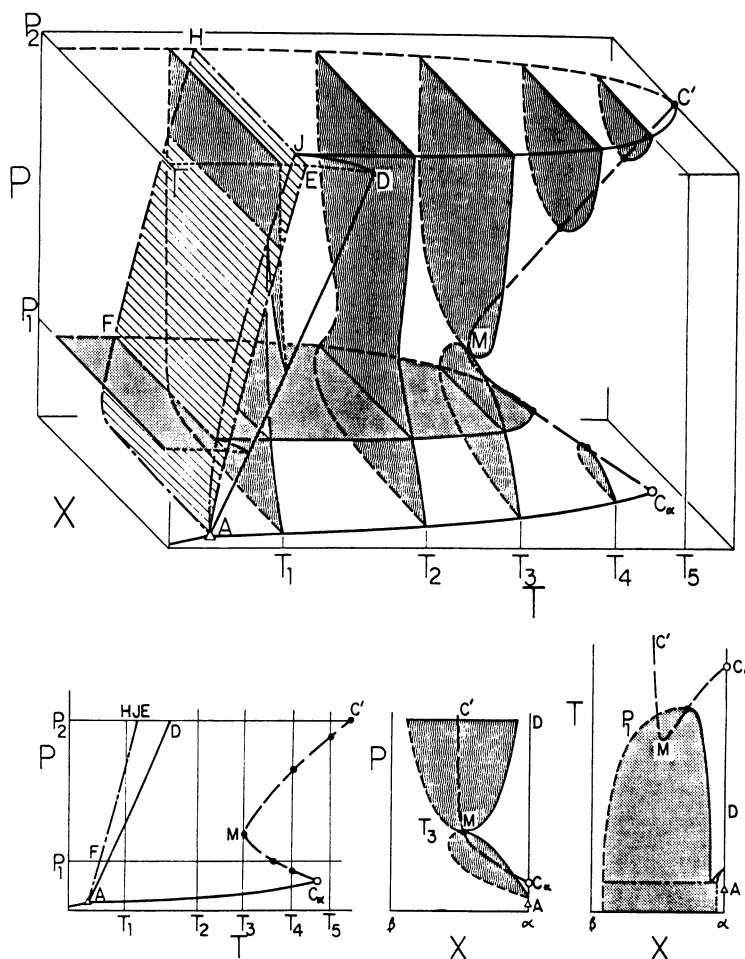 P2
H
C'
J
E
D
P
I
P1
F
M
X
A
Cα
T1
T2
T3
T4
T5
T
P2
HJE
D
C'
P
M
F
P1
A
Cα
T1
T2
T3
T4
T5
T
C'
D
P
M
T3
Cα
A
β
α
X
C'
T
P1
M
D
A
β
α
X